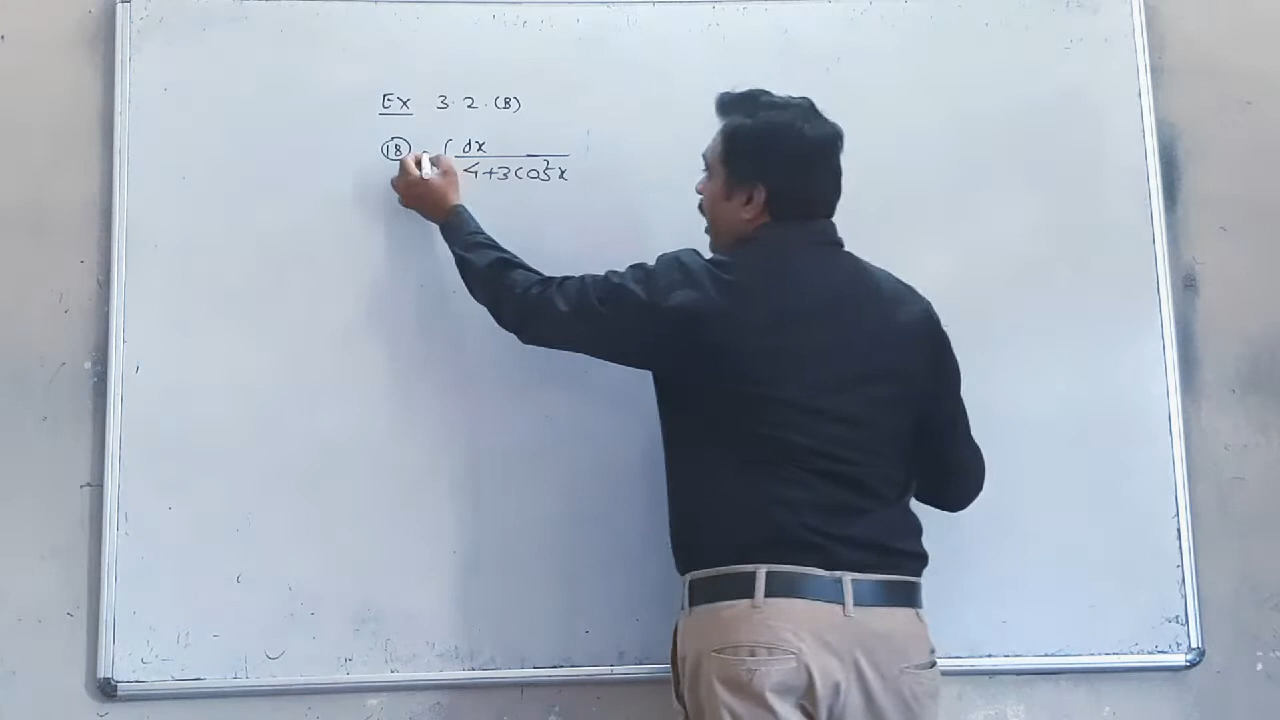 Ex 3.2.(B)
(18) ∫ dx
4+3cos²x